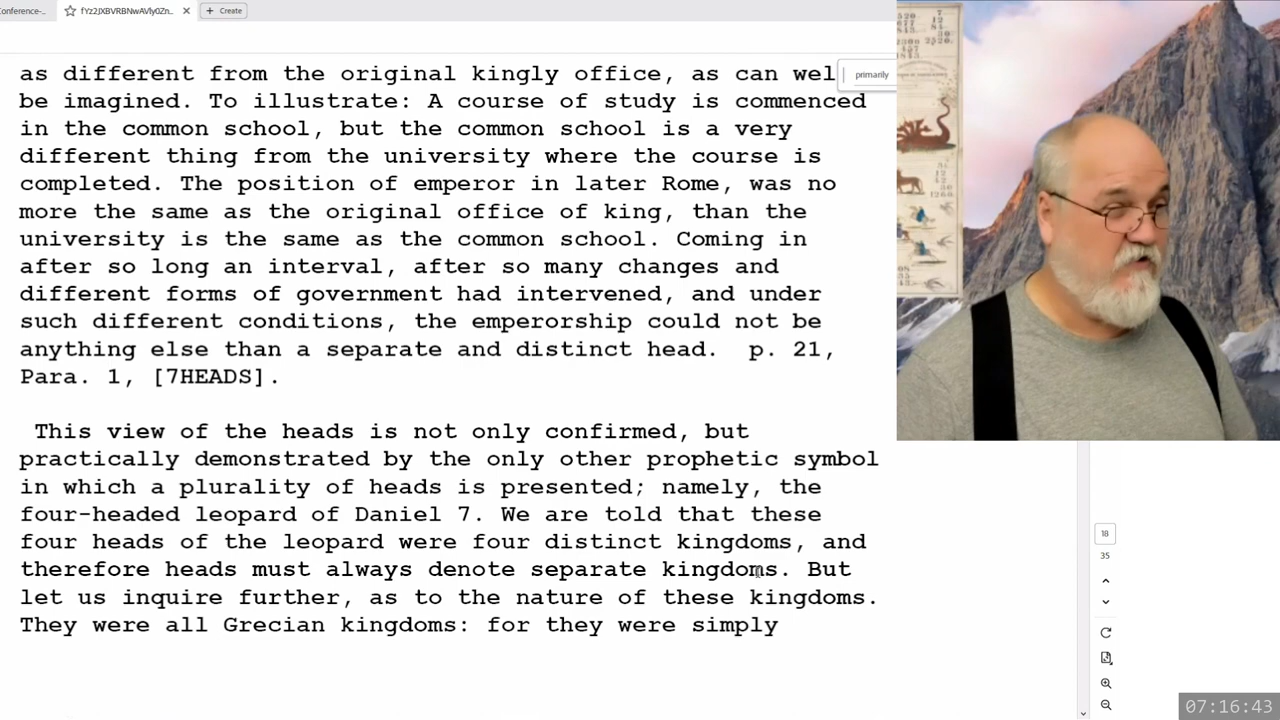 Conference-..
fYz2JXBVRBNwAVly0Zn..
Create
as different from the original kingly office, as can wel
be imagined. To illustrate: A course of study is commenced
in the common school, but the common school is a very
different thing from the university where the course is
completed. The position of emperor in later Rome, was no
more the same as the original office of king, than the
university is the same as the common school. Coming in
after so long an interval, after so many changes and
different forms of government had intervened, and under
such different conditions, the emperorship could not be
anything else than a separate and distinct head. p. 21,
Para. 1, [7HEADS].
This view of the heads is not only confirmed, but
practically demonstrated by the only other prophetic symbol
in which a plurality of heads is presented; namely, the
four-headed leopard of Daniel 7. We are told that these
four heads of the leopard were four distinct kingdoms, and
therefore heads must always denote separate kingdoms. But
let us inquire further, as to the nature of these kingdoms.
They were all Grecian kingdoms: for they were simply
primarily
18
35
07:16:43